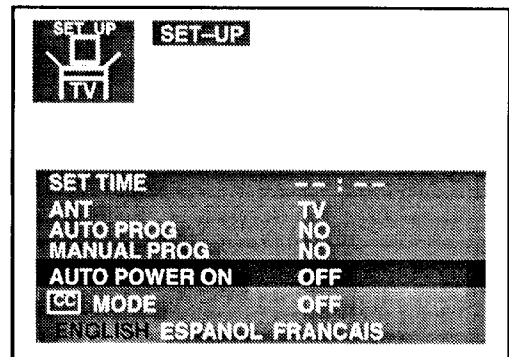 SET UP
SET–UP
TV
SET TIME -- : --
ANT TV
AUTO PROG NO
MANUAL PROG NO
AUTO POWER ON OFF
CC MODE OFF
ENGLISH ESPANOL FRANCAIS